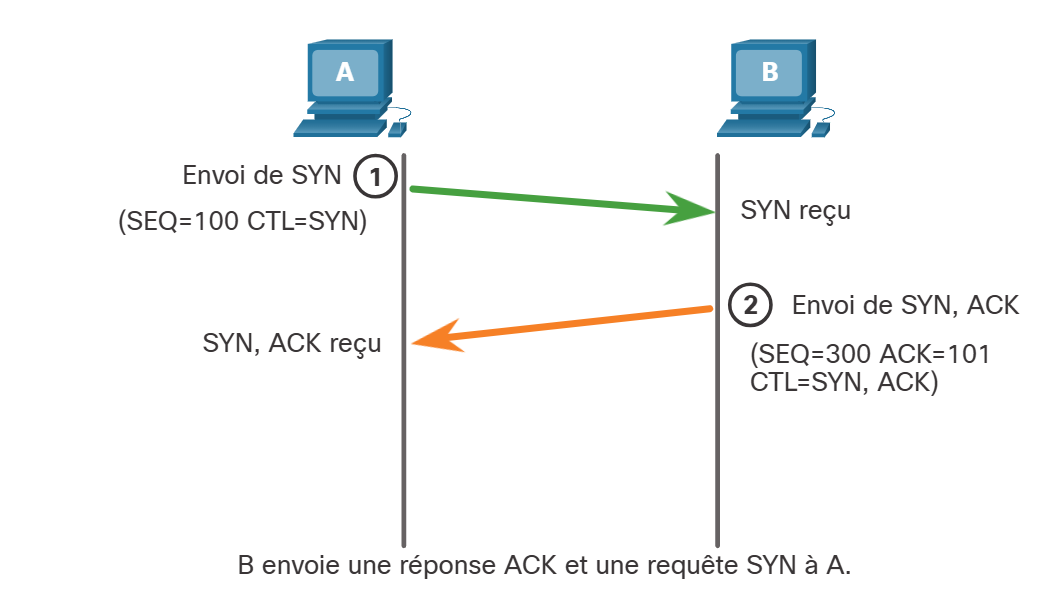 A
B
Envoi de SYN 1
(SEQ=100 CTL=SYN)
SYN reçu
2 Envoi de SYN, ACK
SYN, ACK reçu
(SEQ=300 ACK=101
CTL=SYN, ACK)
B envoie une réponse ACK et une requête SYN à A.